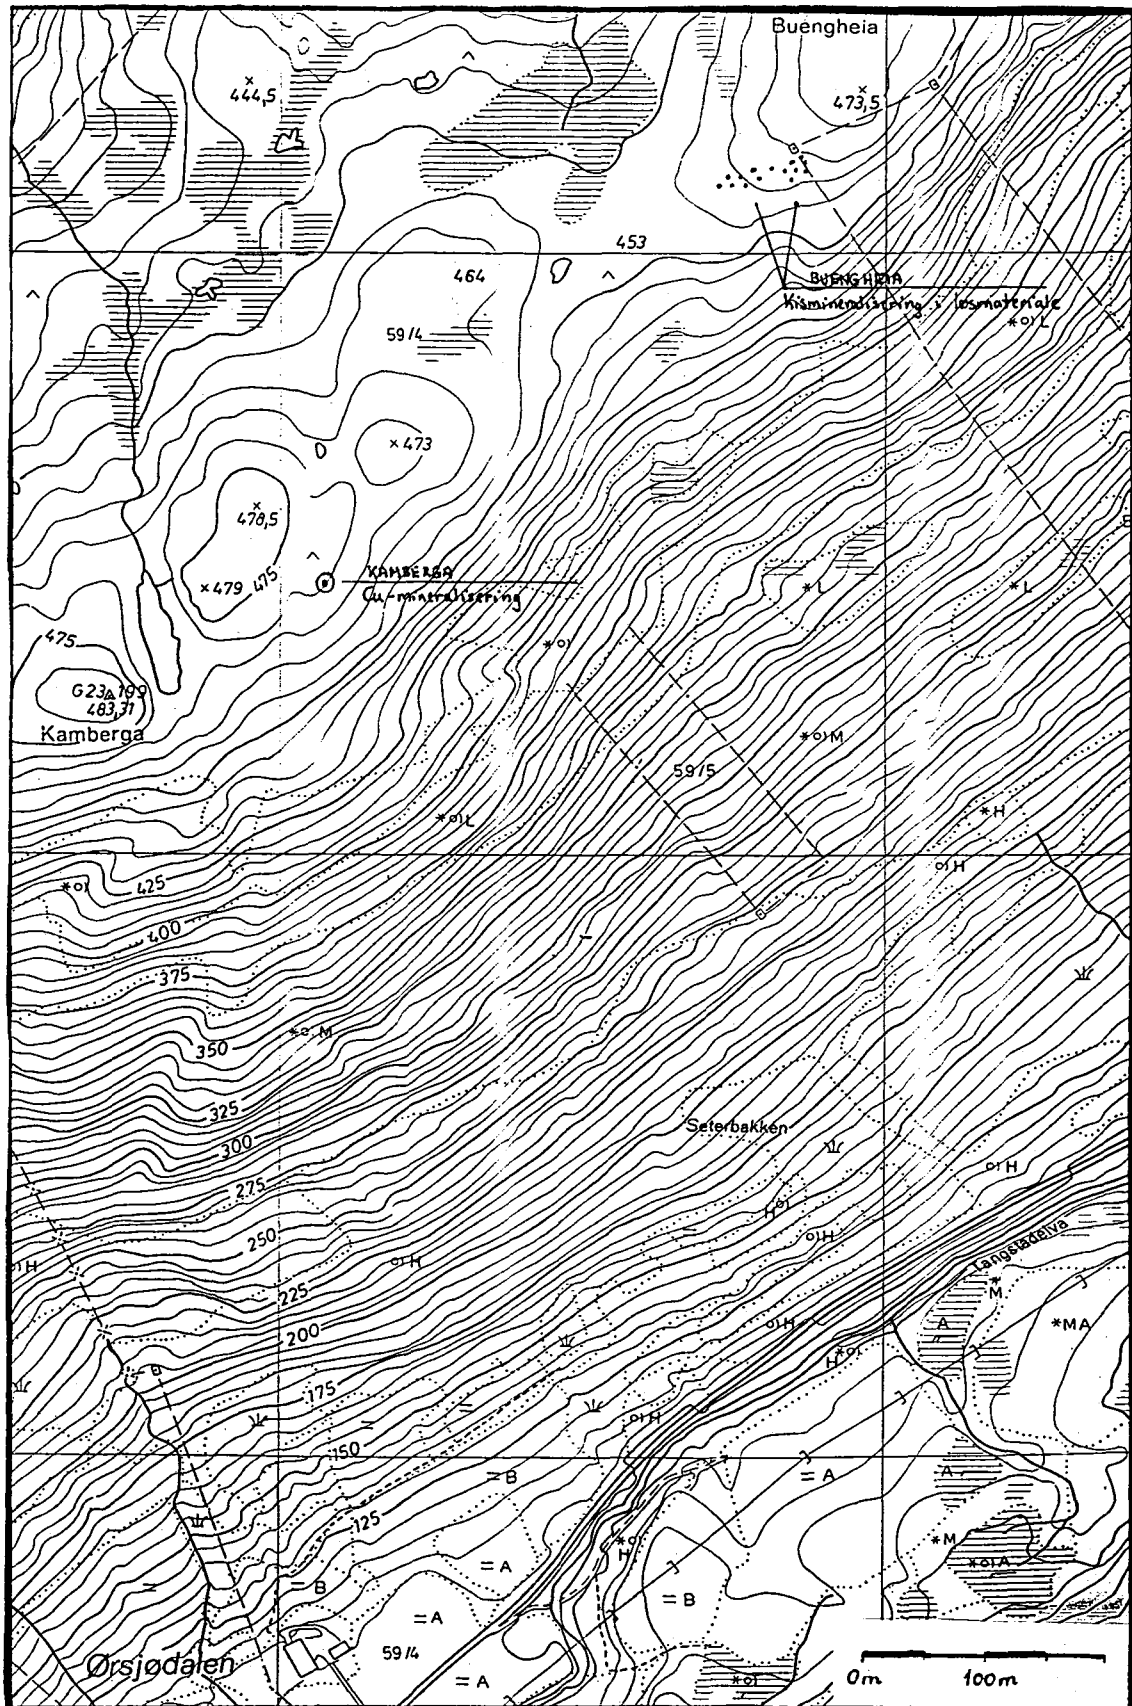 Buengheia
444,5
473,5
453
464
BUENGHEIA
Kismineralisering i løsmateriale
*o)L
59/4
473
478,5
479
475
KAMBERGA
Cu-mineralisering
*L
*L
475
*o)
G23 199
483,31
Kamberga
*o)M
59/5
*o)L
*H
o)H
*o)
425
400
375
350
*o.M
325
300
Seterbakken
275
o)H
H o)
250
o)H
o)H
o)H
Langstadelva
M
225
o)H
A
*MA
200
H *o)
175
o)H
150
= B
= A
A
125
*o)
H
*M
*o)A
= A
= B
= B
= A
Ørsjødalen
59/4
= A
*o)
0m 100m